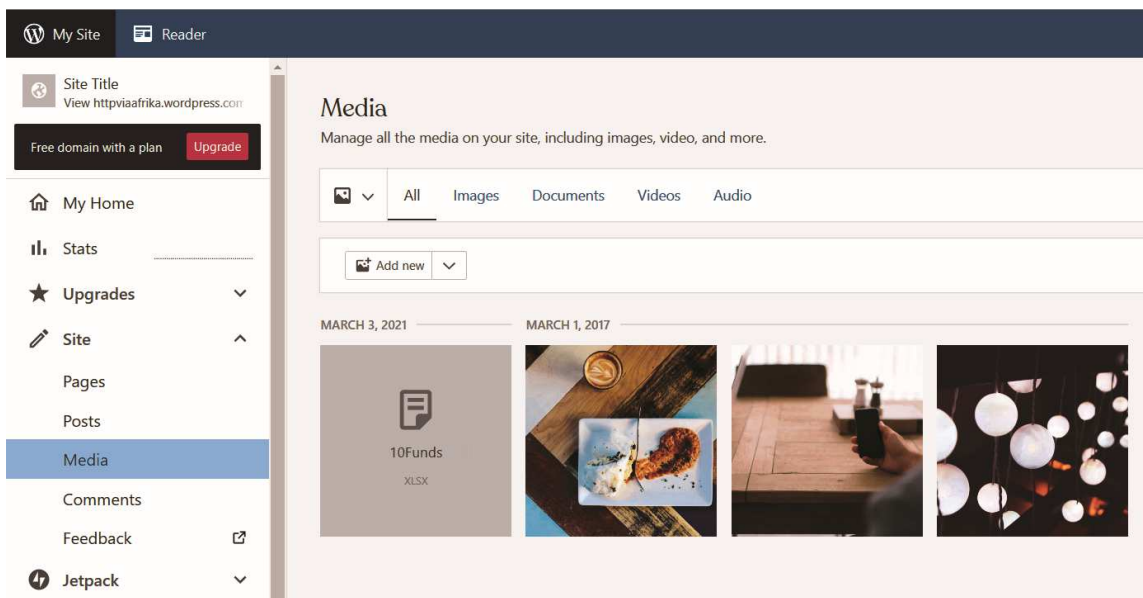 My Site
Reader
Site Title
View httpviaafrika.wordpress.com
Free domain with a plan
Upgrade
My Home
Stats
Upgrades
Site
Pages
Posts
Media
Comments
Feedback
Jetpack
Media
Manage all the media on your site, including images, video, and more.
All Images Documents Videos Audio
Add new
MARCH 3, 2021
MARCH 1, 2017
10Funds
XLSX